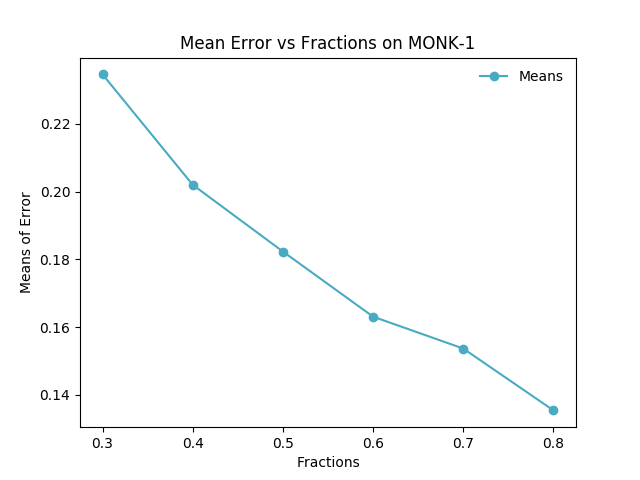 Mean Error vs Fractions on MONK-1
Means
0.22
0.20
0.18
0.16
0.14
Means of Error
0.3 0.4 0.5 0.6 0.7 0.8
Fractions